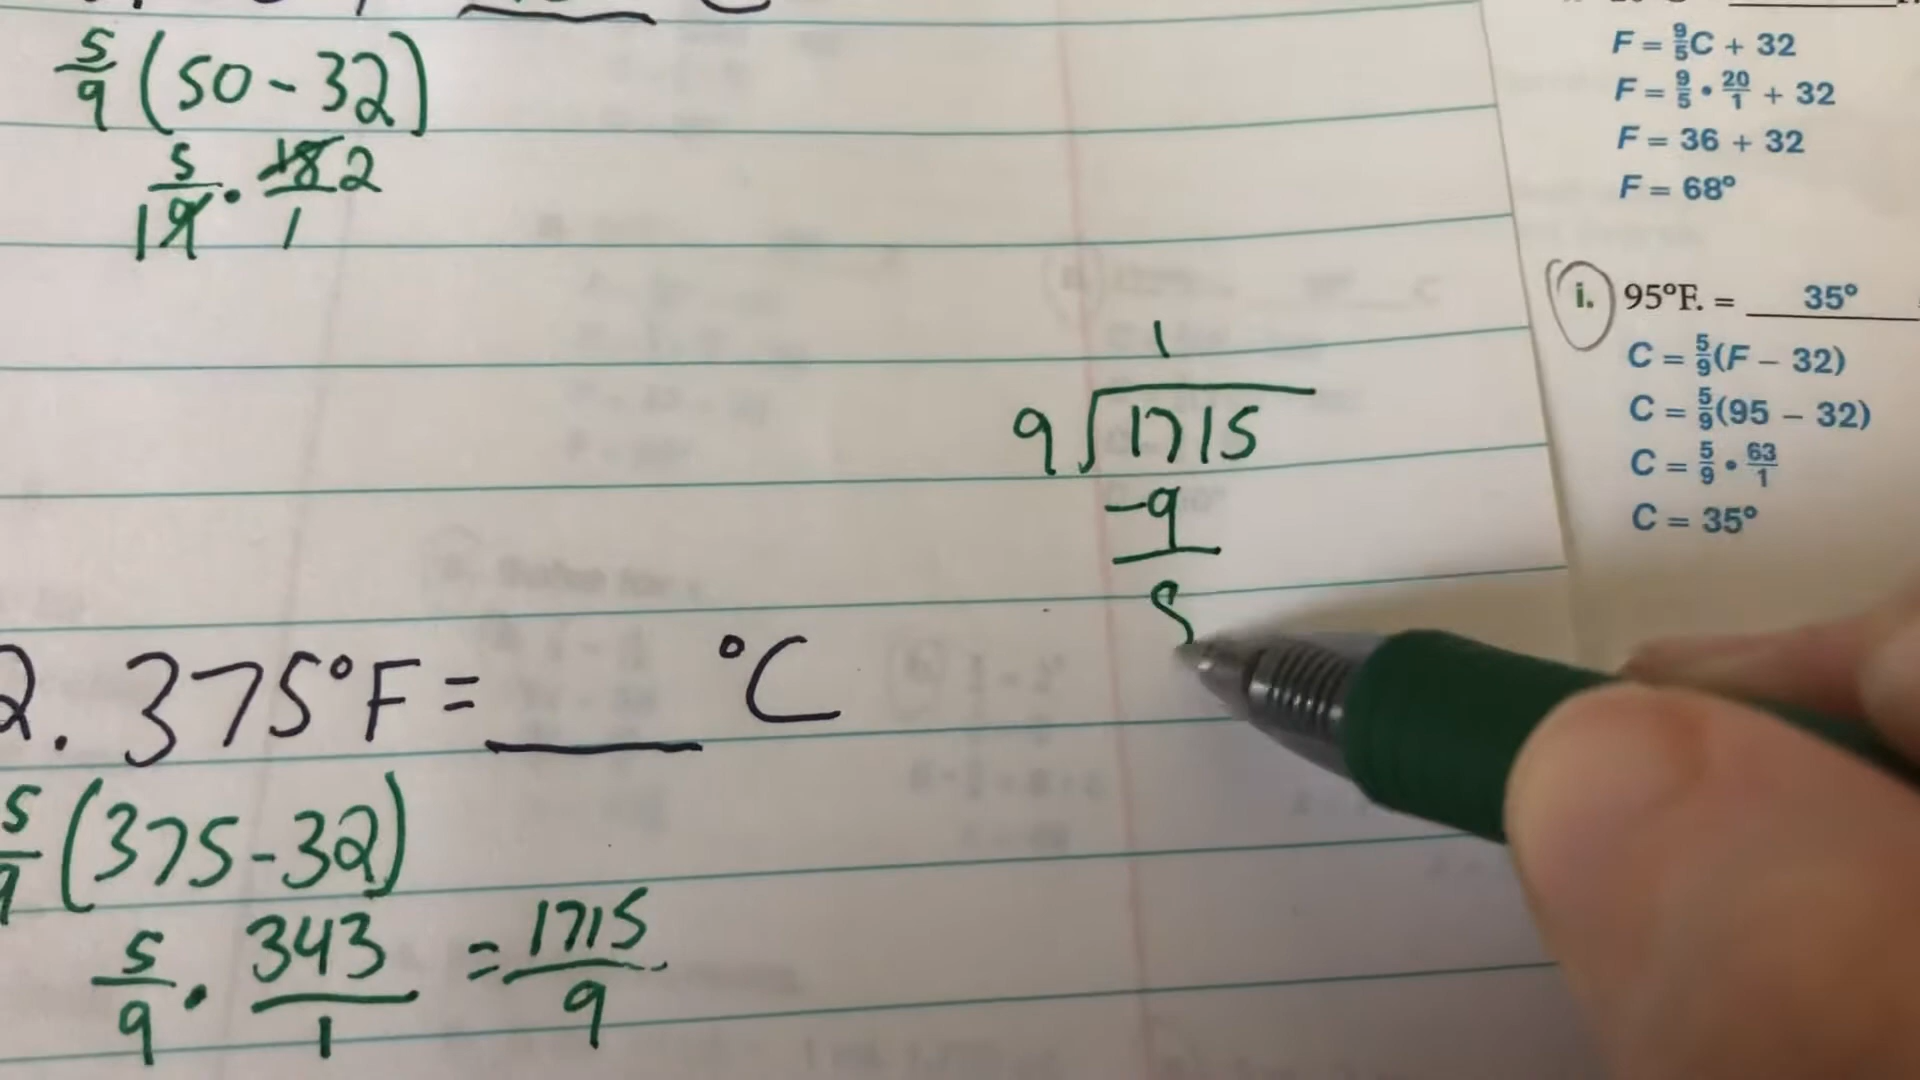 5/9 (50 - 32)
5/19 · 18 2/1
1
9 1715
-9
8
2. 375°F = ____ °C
5/9 (375-32)
5/9 · 343/1 = 1715/9
F = 9/5C + 32
F = 9/5 • 20/1 + 32
F = 36 + 32
F = 68°
i. 95°F. = 35°
C = 5/9(F – 32)
C = 5/9(95 – 32)
C = 5/9 • 63/1
C = 35°